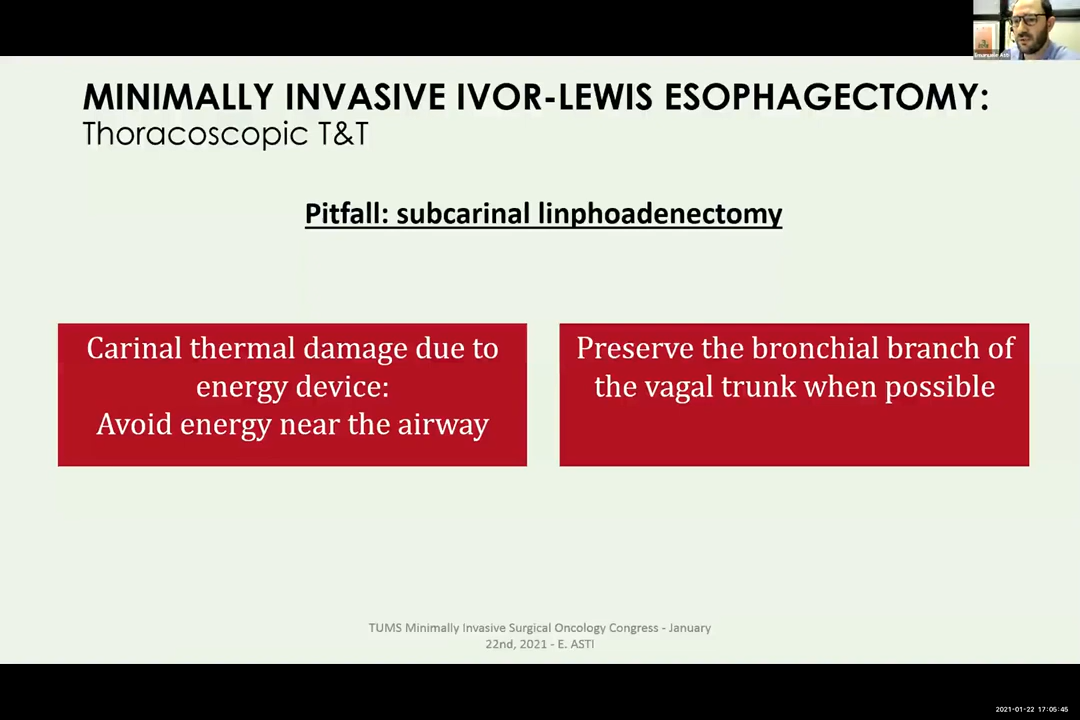 Emanuele Asti
MINIMALLY INVASIVE IVOR-LEWIS ESOPHAGECTOMY:
Thoracoscopic T&T
Pitfall: subcarinal linphoadenectomy
Carinal thermal damage due to
energy device:
Avoid energy near the airway
Preserve the bronchial branch of
the vagal trunk when possible
TUMS Minimally Invasive Surgical Oncology Congress - January
22nd, 2021 - E. ASTI
2021-01-22 17:05:45